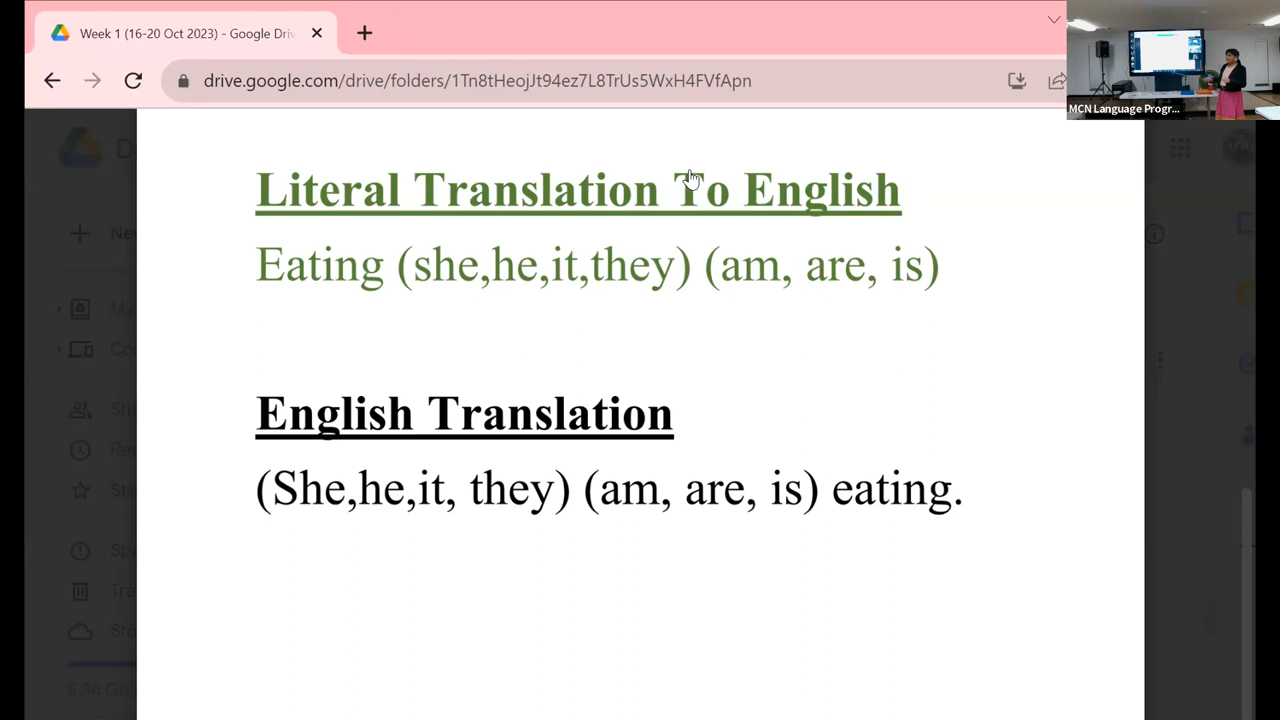 Week 1 (16-20 Oct 2023) - Google Driv
drive.google.com/drive/folders/1Tn8tHeojJt94ez7L8TrUs5WxH4FVfApn
MCN Language Progr...
Literal Translation To English
Eating (she,he,it,they) (am, are, is)
English Translation
(She,he,it, they) (am, are, is) eating.